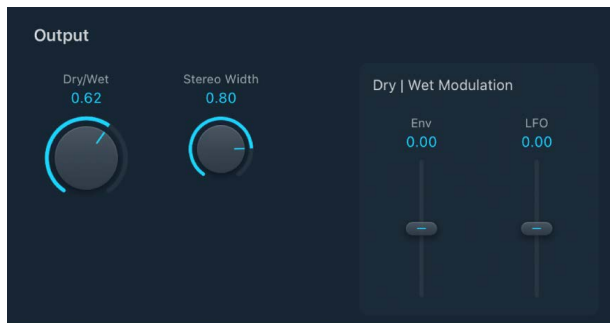 Output
Dry/Wet
0.62
Stereo Width
0.80
Dry | Wet Modulation
Env
0.00
LFO
0.00